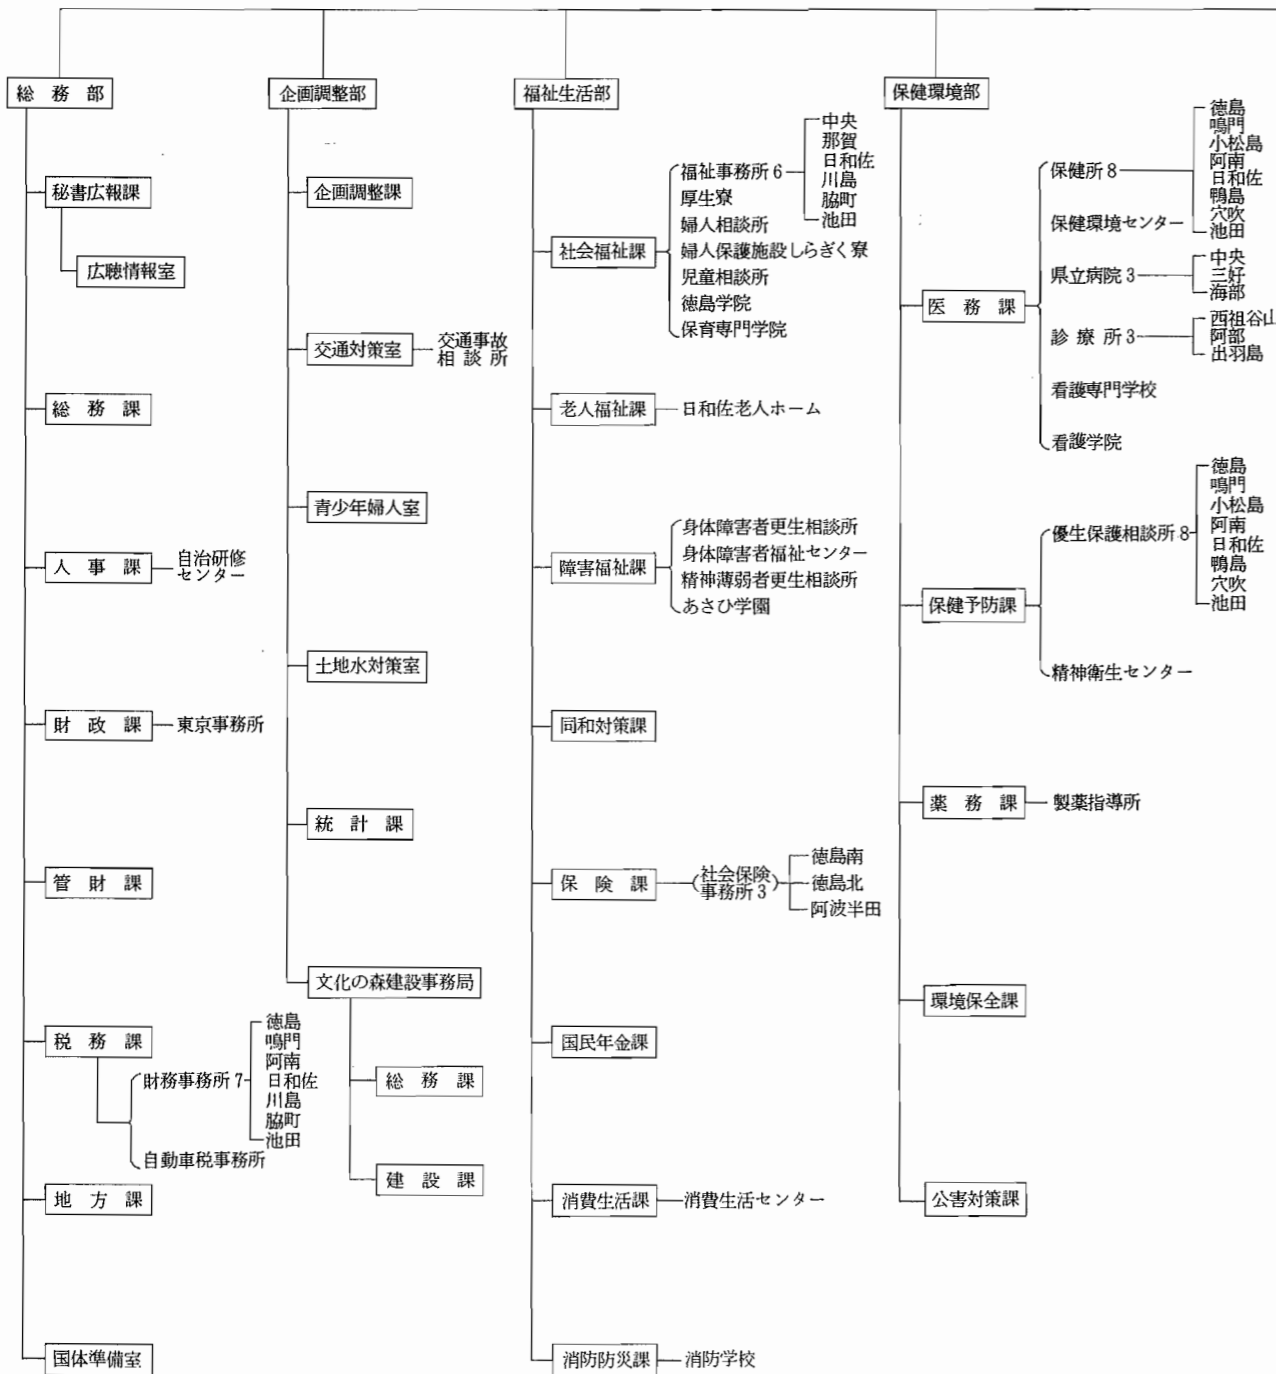 総務部
秘書広報課
広聴情報室
総務課
人事課
自治研修
センター
財政課
東京事務所
管財課
税務課
財務事務所7
徳島
鳴門
阿南
日和佐
川島
脇町
池田
自動車税事務所
地方課
国体準備室
企画調整部
企画調整課
交通対策室
交通事故
相談所
青少年婦人室
土地水対策室
統計課
文化の森建設事務局
総務課
建設課
福祉生活部
社会福祉課
福祉事務所6
中央
那賀
日和佐
川島
脇町
池田
厚生寮
婦人相談所
婦人保護施設しらぎく寮
児童相談所
徳島学院
保育専門学院
老人福祉課
日和佐老人ホーム
障害福祉課
身体障害者更生相談所
身体障害者福祉センター
精神薄弱者更生相談所
あさひ学園
同和対策課
保険課
(社会保険
事務所3)
徳島南
徳島北
阿波半田
国民年金課
消費生活課
消費生活センター
消防防災課
消防学校
保健環境部
医務課
保健所8
徳島
鳴門
小松島
阿南
日和佐
鴨島
穴吹
池田
保健環境センター
県立病院3
中央
三好
海部
診療所3
西祖谷山
阿部
出羽島
看護専門学校
看護学院
保健予防課
優生保護相談所8
徳島
鳴門
小松島
阿南
日和佐
鴨島
穴吹
池田
精神衛生センター
薬務課
製薬指導所
環境保全課
公害対策課